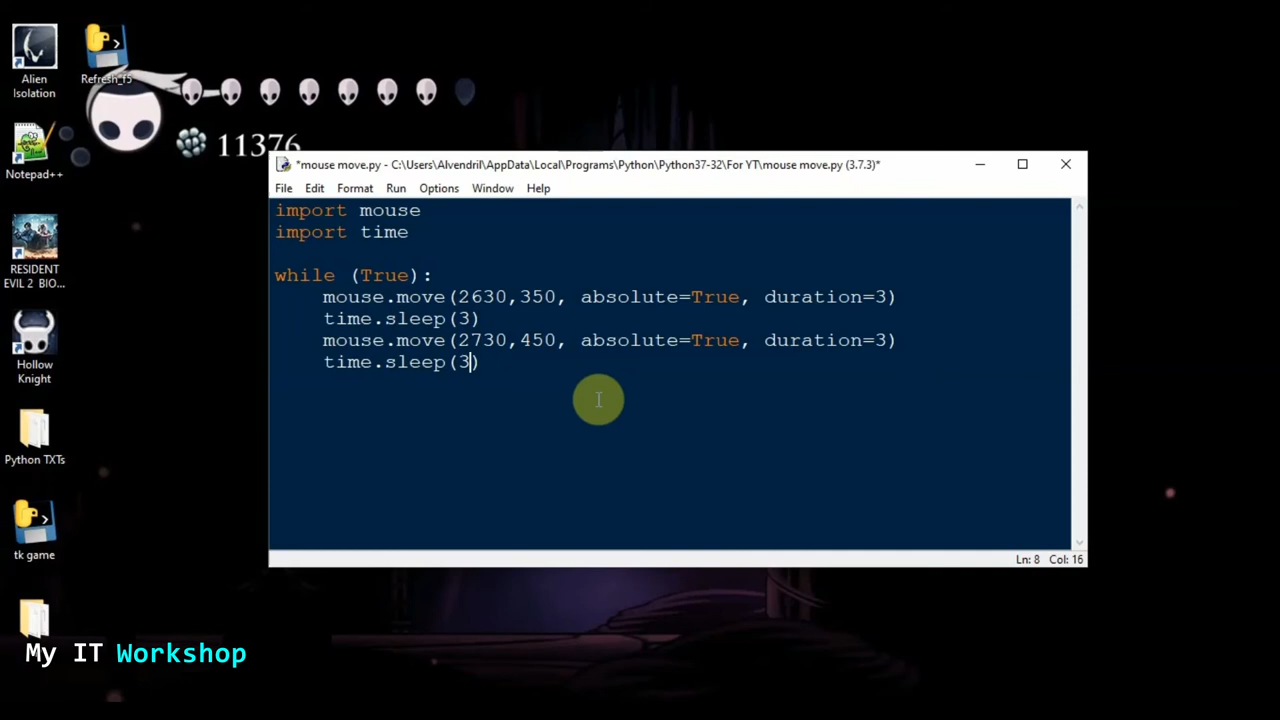 Alien
Isolation
Refresh_f5
Notepad++
11376
RESIDENT
EVIL 2 BIO...
Hollow
Knight
Python TXTs
tk game
*mouse move.py - C:\Users\Alvendril\AppData\Local\Programs\Python\Python37-32\For YT\mouse move.py (3.7.3)*
File Edit Format Run Options Window Help
import mouse
import time
while (True):
    mouse.move(2630,350, absolute=True, duration=3)
    time.sleep(3)
    mouse.move(2730,450, absolute=True, duration=3)
    time.sleep(3)
Ln: 8 Col: 16
My IT Workshop